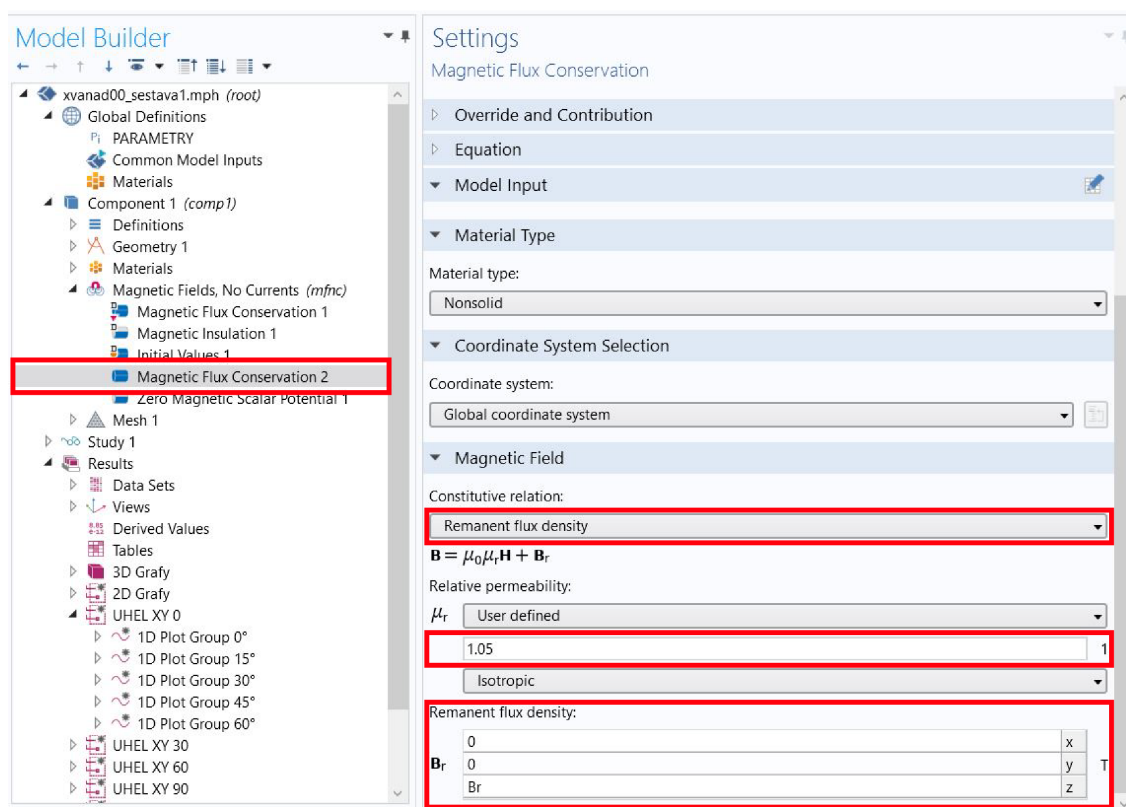 Model Builder
xvanad00_sestava1.mph (root)
Global Definitions
Pi PARAMETRY
Common Model Inputs
Materials
Component 1 (comp1)
Definitions
Geometry 1
Materials
Magnetic Fields, No Currents (mfnc)
Magnetic Flux Conservation 1
Magnetic Insulation 1
Initial Values 1
Magnetic Flux Conservation 2
Zero Magnetic Scalar Potential 1
Mesh 1
Study 1
Results
Data Sets
Views
8.85 e-12 Derived Values
Tables
3D Grafy
2D Grafy
UHEL XY 0
1D Plot Group 0°
1D Plot Group 15°
1D Plot Group 30°
1D Plot Group 45°
1D Plot Group 60°
UHEL XY 30
UHEL XY 60
UHEL XY 90
Settings
Magnetic Flux Conservation
Override and Contribution
Equation
Model Input
Material Type
Material type:
Nonsolid
Coordinate System Selection
Coordinate system:
Global coordinate system
Magnetic Field
Constitutive relation:
Remanent flux density
B = μ0μrH + Br
Relative permeability:
μr User defined
1.05 1
Isotropic
Remanent flux density:
0 x
Br 0 y T
Br z